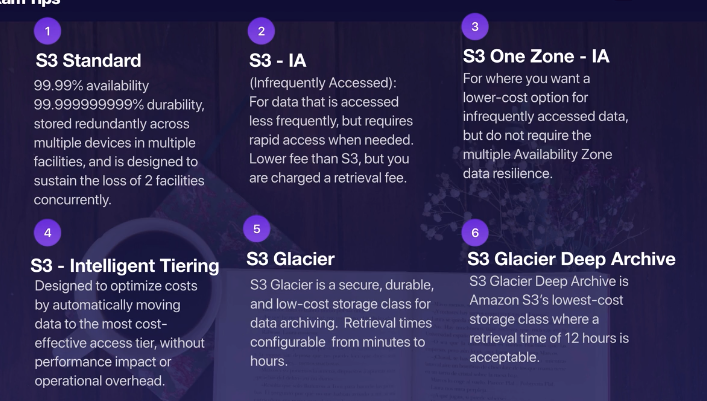 1
S3 Standard
99.99% availability
99.999999999% durability,
stored redundantly across
multiple devices in multiple
facilities, and is designed to
sustain the loss of 2 facilities
concurrently.
2
S3 - IA
(Infrequently Accessed):
For data that is accessed
less frequently, but requires
rapid access when needed.
Lower fee than S3, but you
are charged a retrieval fee.
3
S3 One Zone - IA
For where you want a
lower-cost option for
infrequently accessed data,
but do not require the
multiple Availability Zone
data resilience.
4
S3 - Intelligent Tiering
Designed to optimize costs
by automatically moving
data to the most cost-
effective access tier, without
performance impact or
operational overhead.
5
S3 Glacier
S3 Glacier is a secure, durable,
and low-cost storage class for
data archiving. Retrieval times
configurable from minutes to
hours.
6
S3 Glacier Deep Archive
S3 Glacier Deep Archive is
Amazon S3's lowest-cost
storage class where a
retrieval time of 12 hours is
acceptable.